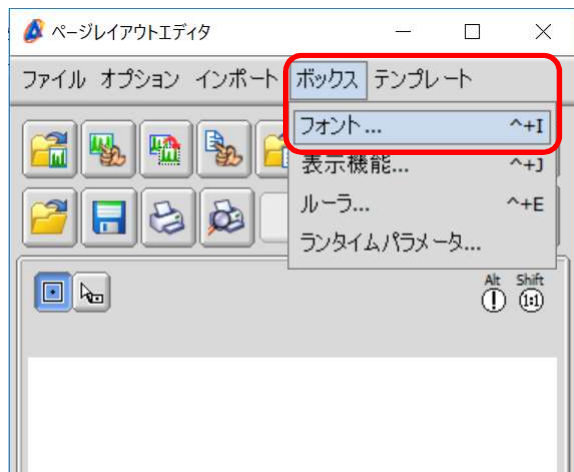 ページレイアウトエディタ
ファイル オプション インポート ボックス テンプレート
フォント... ^+I
表示機能... ^+J
ルーラ... ^+E
ランタイムパラメータ...
Alt Shift
1:1